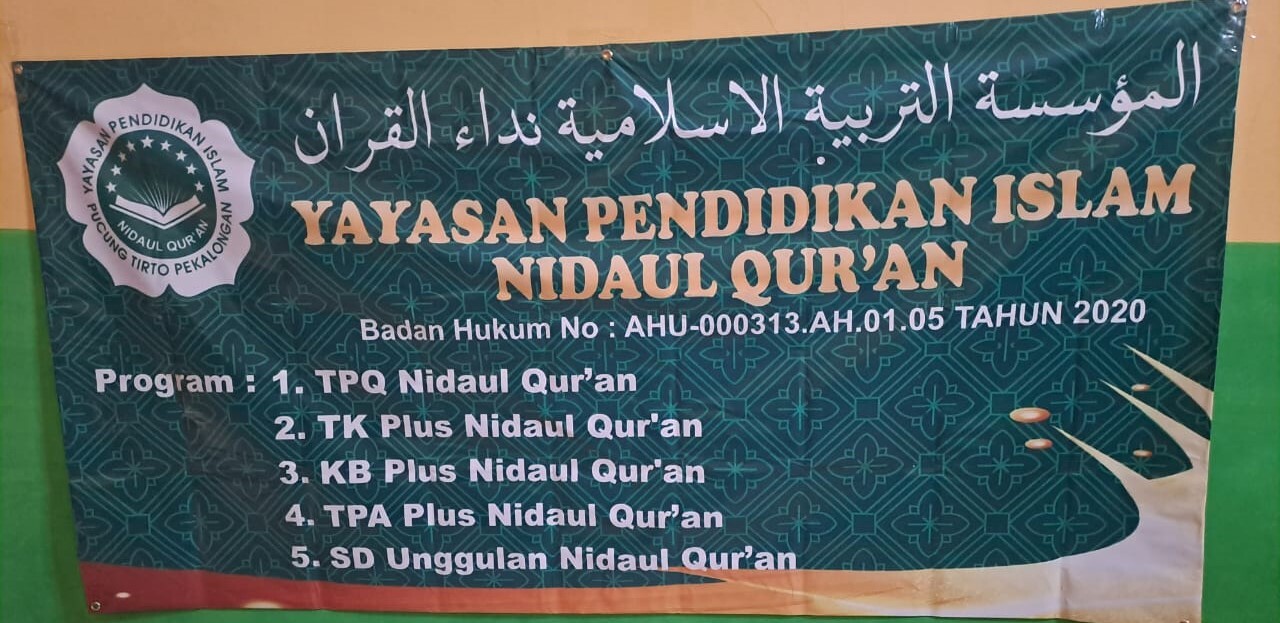 المؤسسة التربية الاسلامية نداء القران
YAYASAN PENDIDIKAN ISLAM
NIDAUL QUR'AN
PUCUNG TIRTO PEKALONGAN
YAYASAN PENDIDIKAN ISLAM
NIDAUL QUR’AN
Badan Hukum No : AHU-000313.AH.01.05 TAHUN 2020
Program : 1. TPQ Nidaul Qur’an
2. TK Plus Nidaul Qur'an
3. KB Plus Nidaul Qur'an
4. TPA Plus Nidaul Qur’an
5. SD Unggulan Nidaul Qur’an